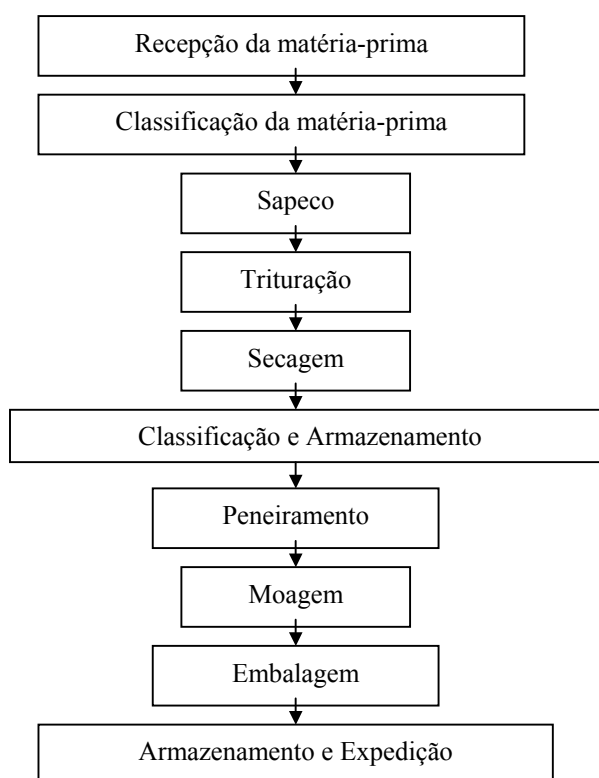 Recepção da matéria-prima
Classificação da matéria-prima
Sapeco
Trituração
Secagem
Classificação e Armazenamento
Peneiramento
Moagem
Embalagem
Armazenamento e Expedição